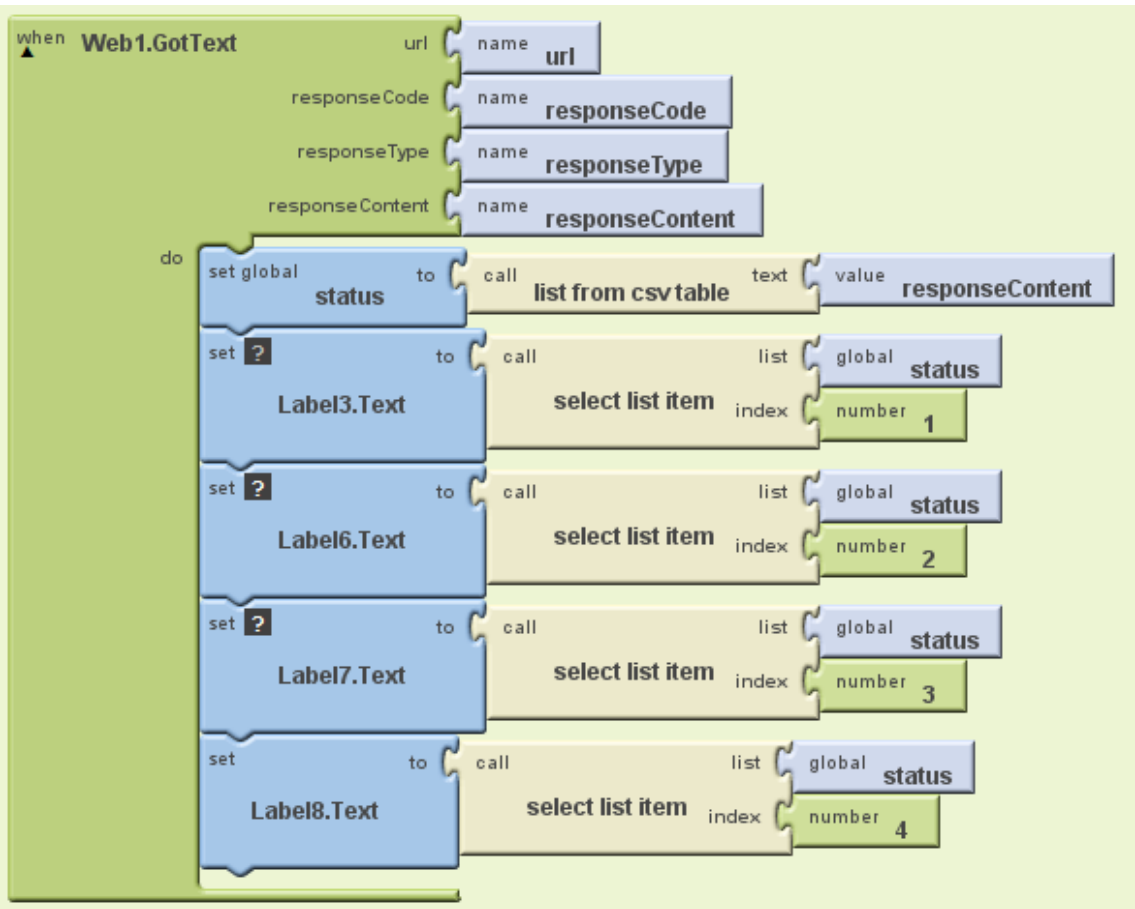 when Web1.GotText url name url
responseCode name responseCode
responseType name responseType
responseContent name responseContent
do
set global status to call list from csv table text value responseContent
set ? Label3.Text to call select list item list global status
index number 1
set ? Label6.Text to call select list item list global status
index number 2
set ? Label7.Text to call select list item list global status
index number 3
set Label8.Text to call select list item list global status
index number 4